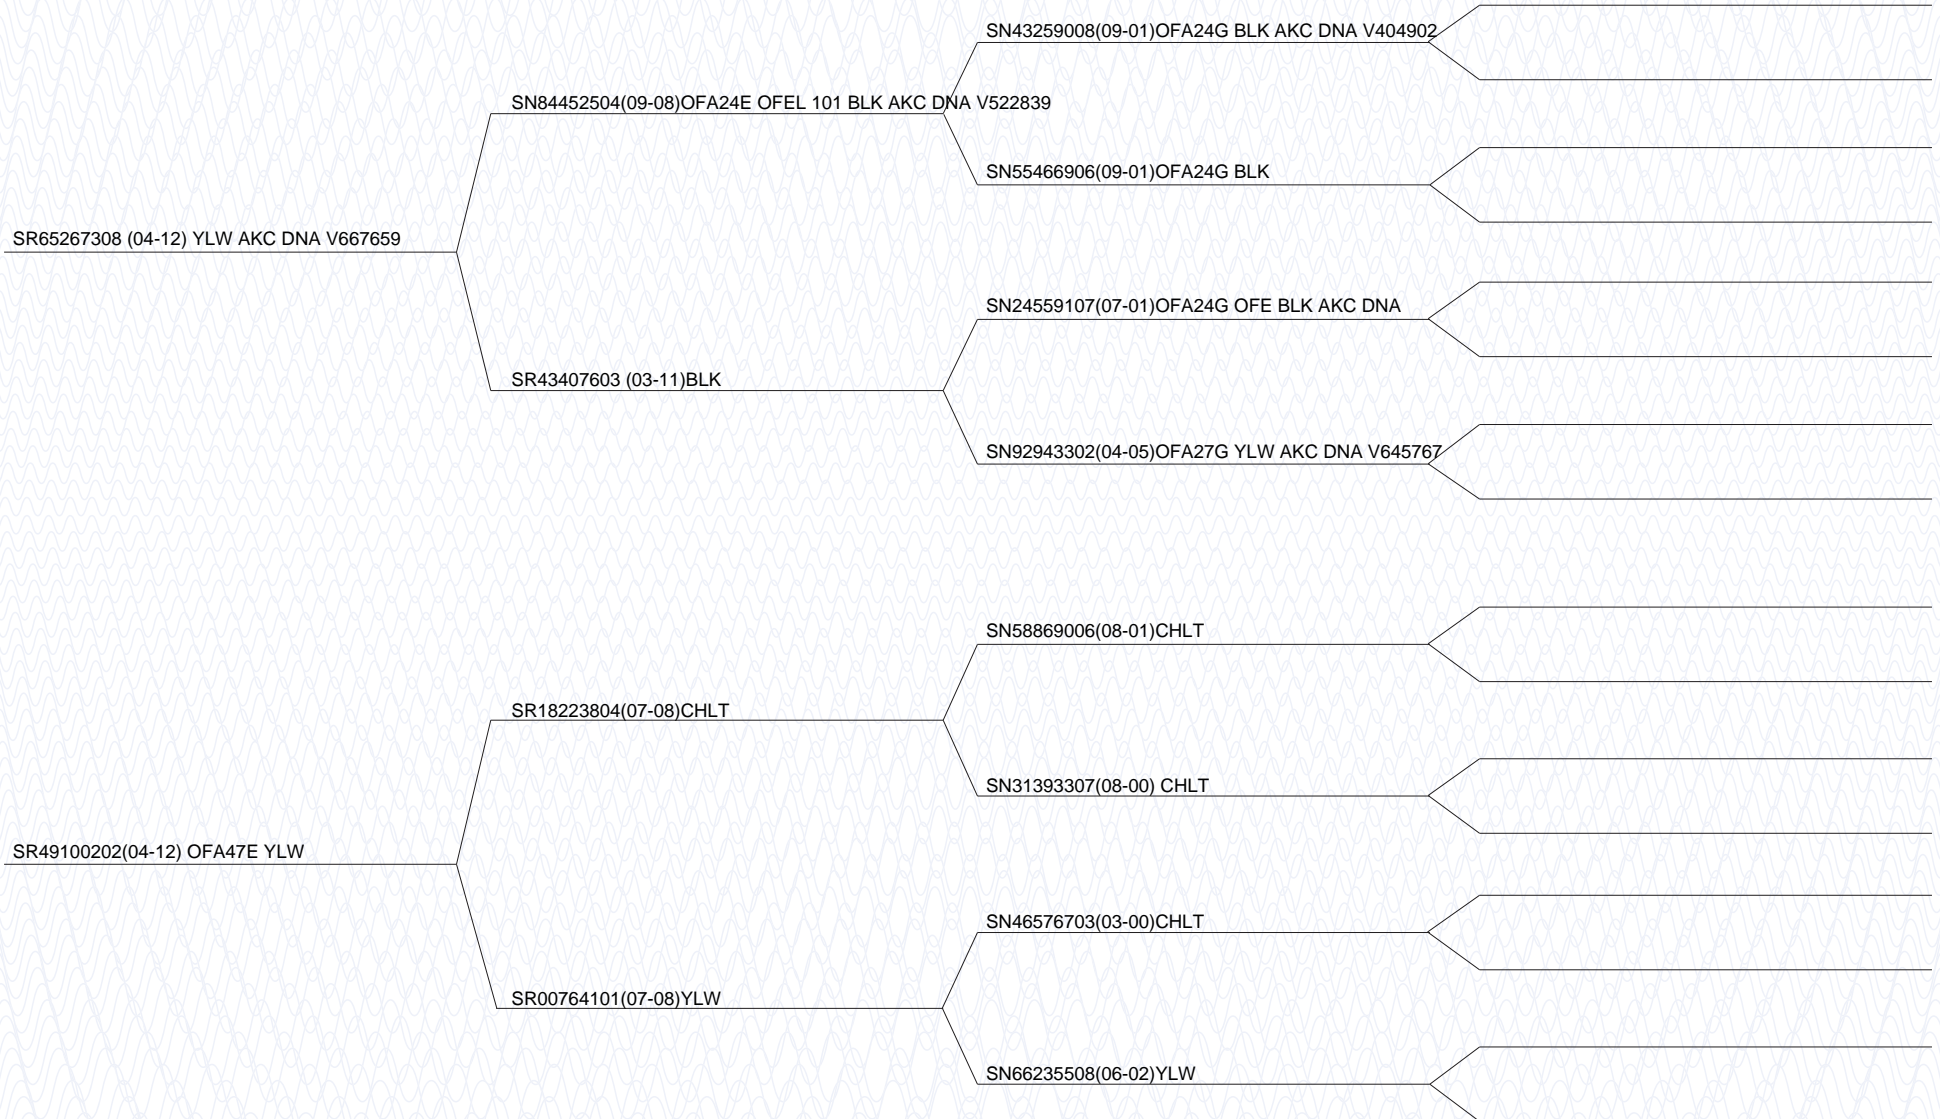 SN43259008(09-01)OFA24G BLK AKC DNA V404902
SN84452504(09-08)OFA24E OFEL 101 BLK AKC DNA V522839
SN55466906(09-01)OFA24G BLK
SR65267308 (04-12) YLW AKC DNA V667659
SN24559107(07-01)OFA24G OFE BLK AKC DNA
SR43407603 (03-11)BLK
SN92943302(04-05)OFA27G YLW AKC DNA V645767
SN58869006(08-01)CHLT
SR18223804(07-08)CHLT
SN31393307(08-00) CHLT
SR49100202(04-12) OFA47E YLW
SN46576703(03-00)CHLT
SR00764101(07-08)YLW
SN66235508(06-02)YLW